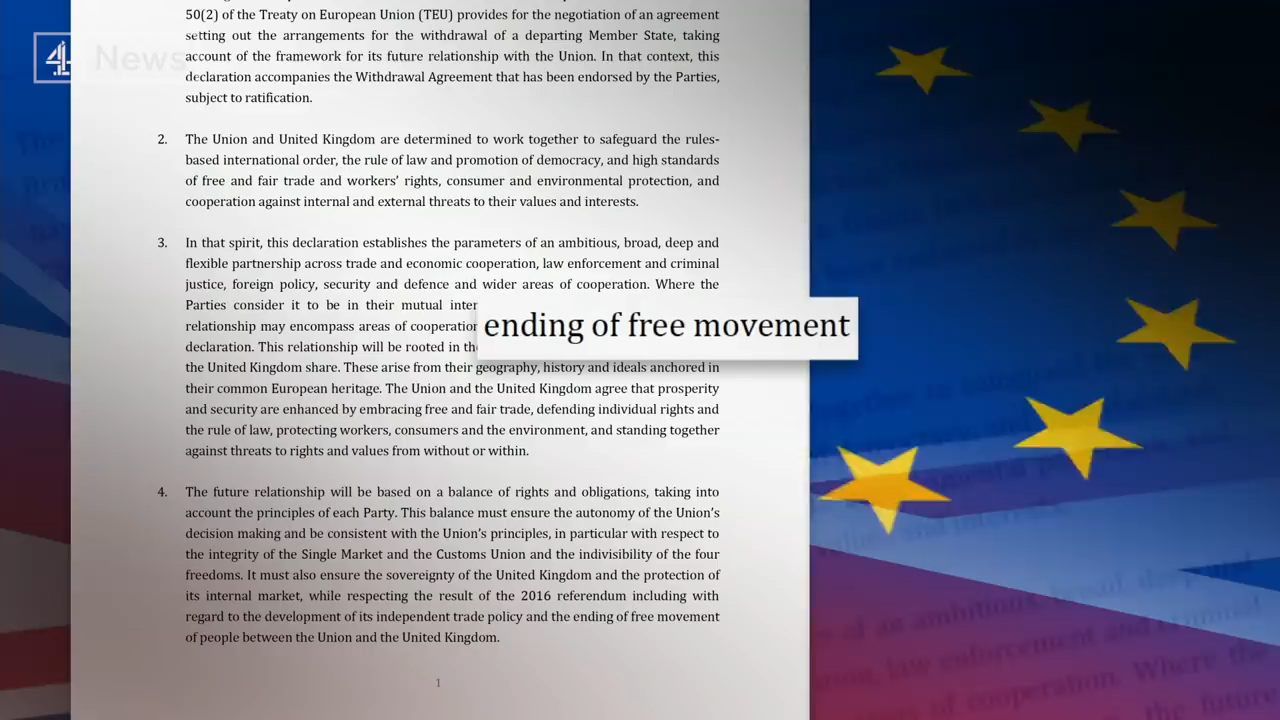 4 News
50(2) of the Treaty on European Union (TEU) provides for the negotiation of an agreement
setting out the arrangements for the withdrawal of a departing Member State, taking
account of the framework for its future relationship with the Union. In that context, this
declaration accompanies the Withdrawal Agreement that has been endorsed by the Parties,
subject to ratification.
2. The Union and United Kingdom are determined to work together to safeguard the rules-
based international order, the rule of law and promotion of democracy, and high standards
of free and fair trade and workers’ rights, consumer and environmental protection, and
cooperation against internal and external threats to their values and interests.
3. In that spirit, this declaration establishes the parameters of an ambitious, broad, deep and
flexible partnership across trade and economic cooperation, law enforcement and criminal
justice, foreign policy, security and defence and wider areas of cooperation. Where the
Parties consider it to be in their mutual
relationship may encompass areas of
declaration. This relationship will be rooted in
ending of free movement
the United Kingdom share. These arise from their geography, history and ideals anchored in
their common European heritage. The Union and the United Kingdom agree that prosperity
and security are enhanced by embracing free and fair trade, defending individual rights and
the rule of law, protecting workers, consumers and the environment, and standing together
against threats to rights and values from without or within.
4. The future relationship will be based on a balance of rights and obligations, taking into
account the principles of each Party. This balance must ensure the autonomy of the Union’s
decision making and be consistent with the Union’s principles, in particular with respect to
the integrity of the Single Market and the Customs Union and the indivisibility of the four
freedoms. It must also ensure the sovereignty of the United Kingdom and the protection of
its internal market, while respecting the result of the 2016 referendum including with
regard to the development of its independent trade policy and the ending of free movement
of people between the Union and the United Kingdom.
1